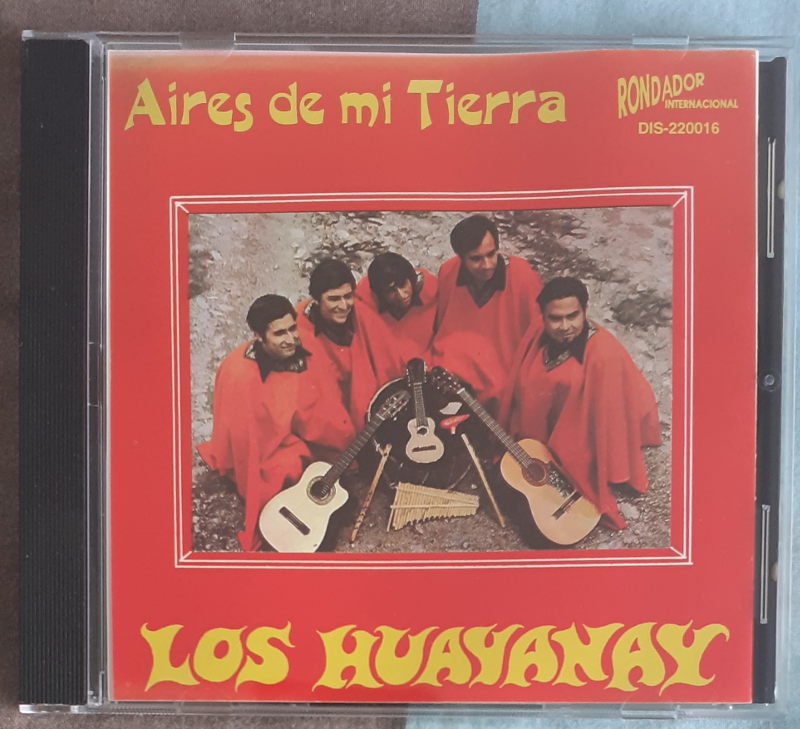 Aires de mi Tierra
RONDADOR
INTERNACIONAL
DIS-220016
LOS HUAYANAY